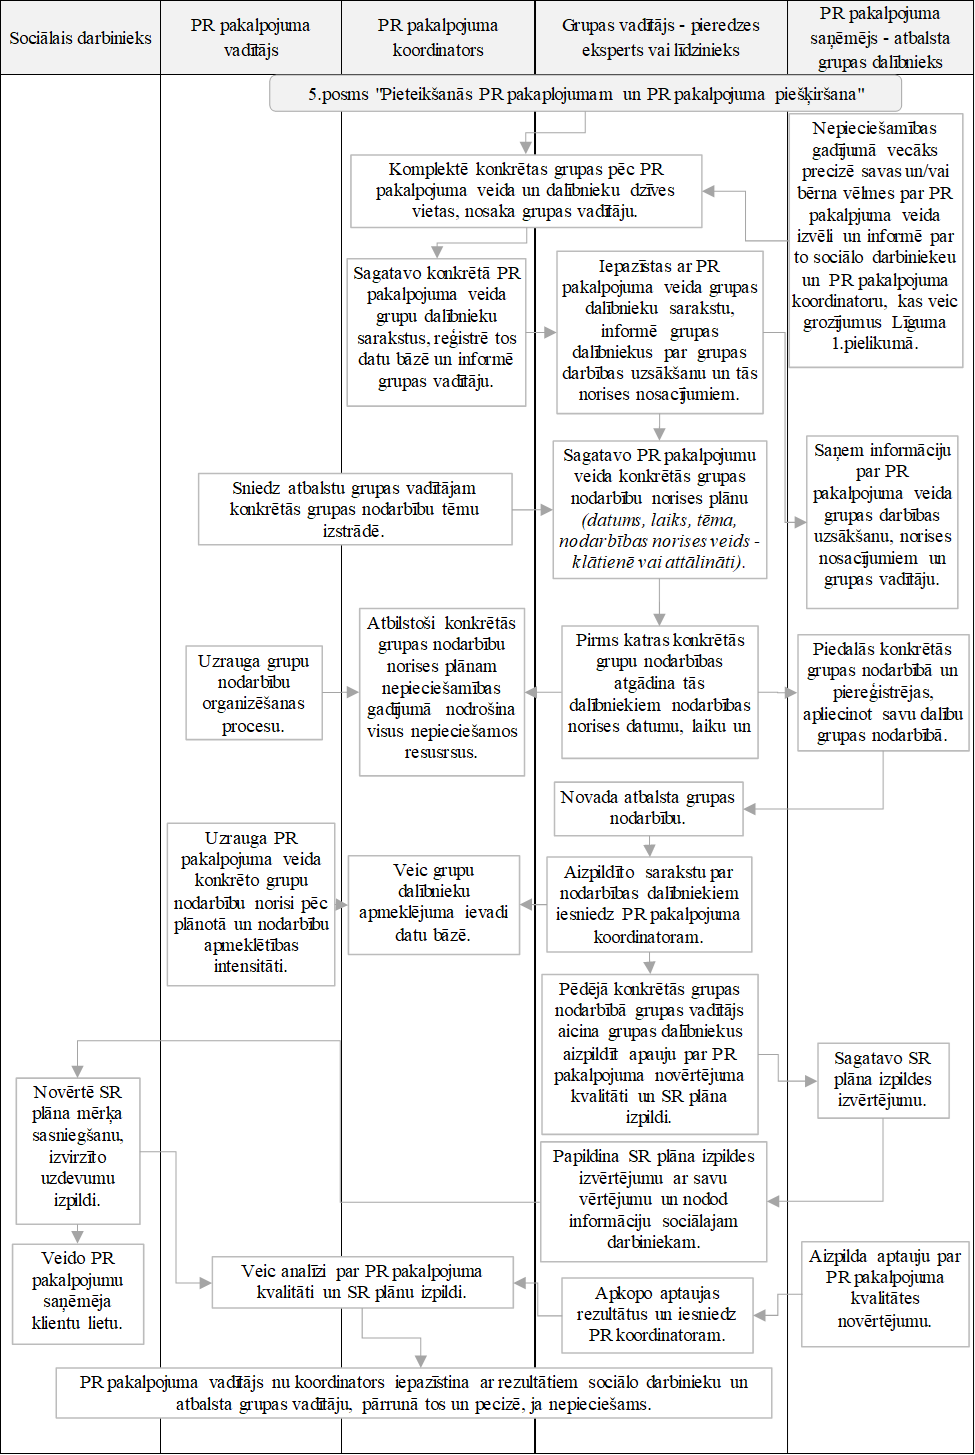 Sociālais darbinieks
PR pakalpojuma
vadītājs
PR pakalpojuma
koordinators
Grupas vadītājs - pieredzes
eksperts vai līdzinieks
PR pakalpojuma
saņēmējs - atbalsta
grupas dalībnieks
5.posms "Pieteikšanās PR pakaplojumam un PR pakalpojuma piešķiršana"
Nepieciešamības
gadījumā vecāks
precizē savas un/vai
bērna vēlmes par PR
pakalpjuma veida
izvēli un informē par
to sociālo darbiniekeu
un PR pakalpojuma
koordinatoru, kas veic
grozījumus Līguma
1.pielikumā.
Komplektē konkrētas grupas pēc PR
pakalpojuma veida un dalībnieku dzīves
vietas, nosaka grupas vadītāju.
Sagatavo konkrētā PR
pakalpojuma veida
grupu dalībnieku
sarakstus, reģistrē tos
datu bāzē un informē
grupas vadītāju.
Iepazīstas ar PR
pakalpojuma veida grupas
dalībnieku sarakstu,
informē grupas
dalībniekus par grupas
darbības uzsākšanu un tās
norises nosacījumiem.
Sniedz atbalstu grupas vadītājam
konkrētās grupas nodarbību tēmu
izstrādē.
Sagatavo PR pakalpojumu
veida konkrētās grupas
nodarbību norises plānu
(datums, laiks, tēma,
nodarbības norises veids -
klātienē vai attālināti).
Saņem informāciju
par PR
pakalpojuma veida
grupas darbības
uzsākšanu, norises
nosacījumiem un
grupas vadītāju.
Uzrauga grupu
nodarbību
organizēšanas
procesu.
Atbilstoši konkrētās
grupas nodarbību
norises plānam
nepieciešamības
gadījumā nodrošina
visus nepieciešamos
resusrsus.
Pirms katras konkrētās
grupu nodarbības
atgādina tās
dalībniekiem nodarbības
norises datumu, laiku un
Piedalās konkrētās
grupas nodarbībā un
piereģistrējas,
apliecinot savu dalību
grupas nodarbībā.
Novada atbalsta grupas
nodarbību.
Uzrauga PR
pakalpojuma veida
konkrēto grupu
nodarbību norisi pēc
plānotā un nodarbību
apmeklētības
intensitāti.
Veic grupu
dalībnieku
apmeklējuma ievadi
datu bāzē.
Aizpildīto sarakstu par
nodarbības dalībniekiem
iesniedz PR pakalpojuma
koordinatoram.
Pēdējā konkrētās grupas
nodarbībā grupas vadītājs
aicina grupas dalībniekus
aizpildīt apauju par PR
pakalpojuma novērtējuma
kvalitāti un SR plāna
izpildi.
Sagatavo SR
plāna izpildes
izvērtējumu.
Novērtē SR
plāna mērķa
sasniegšanu,
izvirzīto
uzdevumu
izpildi.
Papildina SR plāna izpildes
izvērtējumu ar savu
vērtējumu un nodod
informāciju sociālajam
darbiniekam.
Veido PR
pakalpojumu
saņēmēja
klientu lietu.
Veic analīzi par PR pakalpojuma
kvalitāti un SR plānu izpildi.
Apkopo aptaujas
rezultātus un iesniedz
PR koordinatoram.
Aizpilda aptauju par
PR pakalpojuma
kvalitātes
novērtējumu.
PR pakalpojuma vadītājs nu koordinators iepazīstina ar rezultātiem sociālo darbinieku un
atbalsta grupas vadītāju, pārrunā tos un pecizē, ja nepieciešams.